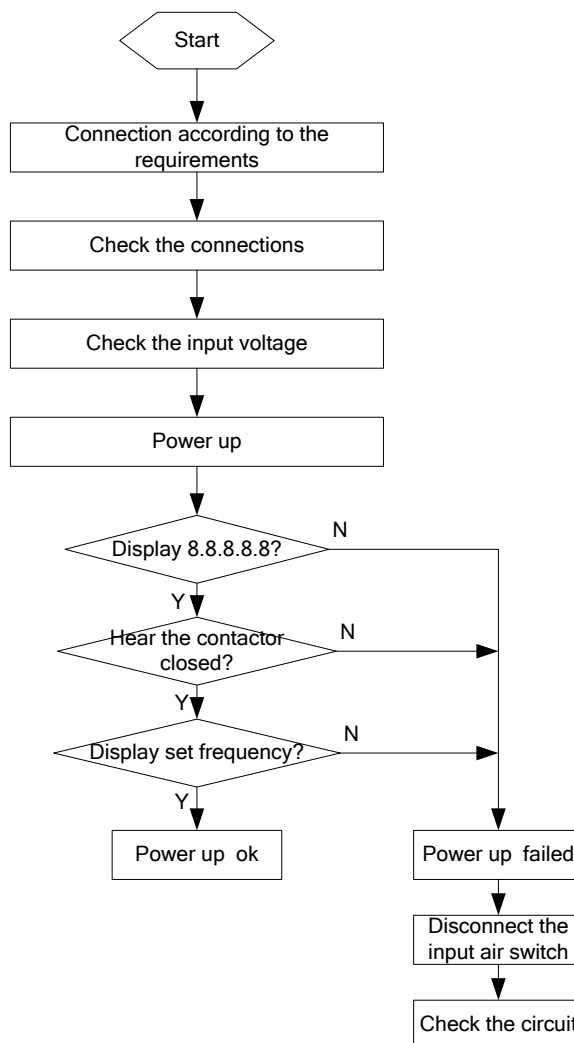 Start
Connection according to the
requirements
Check the connections
Check the input voltage
Power up
Display 8.8.8.8.8?
N
Y
Hear the contactor
closed?
N
Y
Display set frequency?
N
Y
Power up ok
Power up failed
Disconnect the
input air switch
Check the circuit